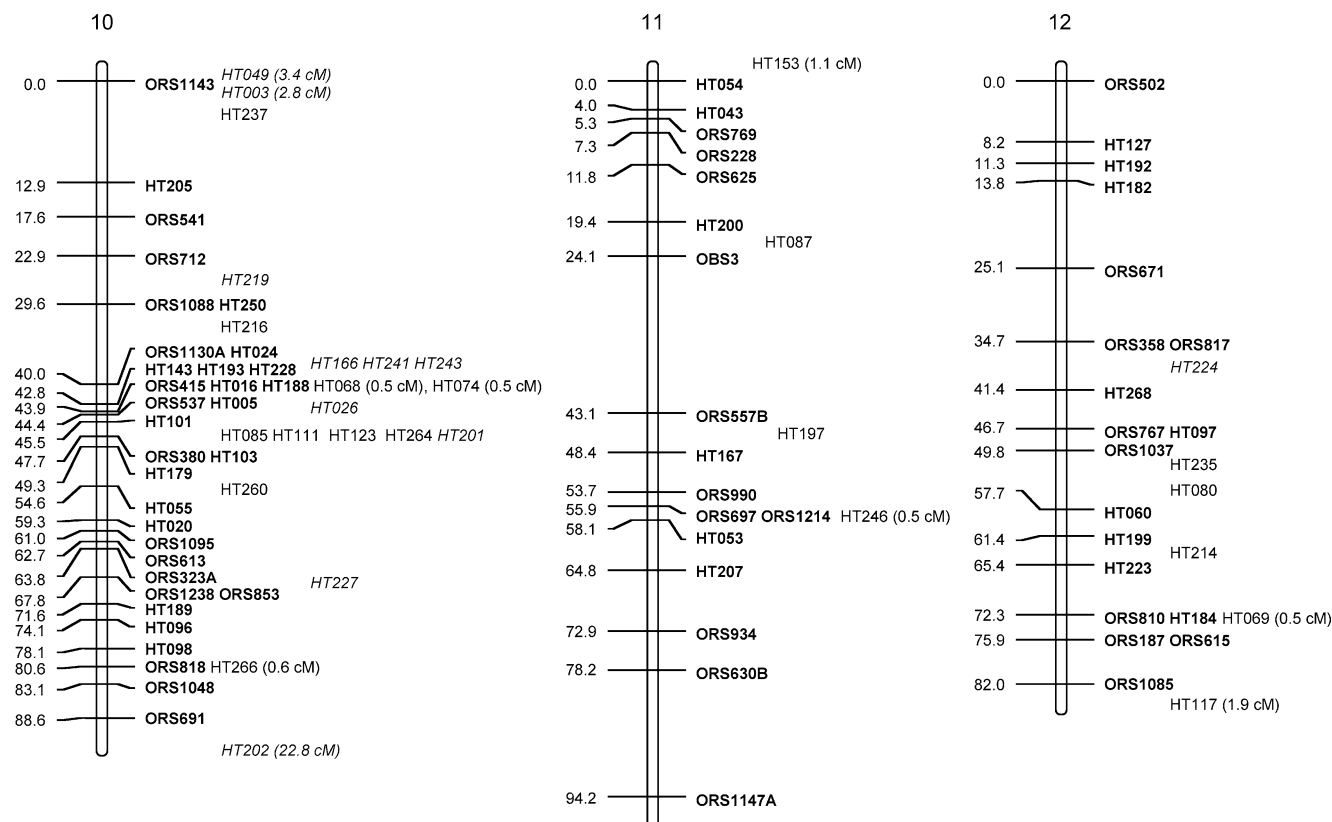 10
0.0 ORS1143 HT049 (3.4 cM)
HT003 (2.8 cM)
HT237
12.9 HT205
17.6 ORS541
22.9 ORS712
HT219
29.6 ORS1088 HT250
HT216
ORS1130A HT024
40.0 HT143 HT193 HT228 HT166 HT241 HT243
42.8 ORS415 HT016 HT188 HT068 (0.5 cM), HT074 (0.5 cM)
43.9 ORS537 HT005 HT026
44.4 HT101
45.5 HT085 HT111 HT123 HT264 HT201
47.7 ORS380 HT103
49.3 HT179
HT260
54.6 HT055
59.3 HT020
61.0 ORS1095
62.7 ORS613
63.8 ORS323A HT227
67.8 ORS1238 ORS853
71.6 HT189
74.1 HT096
78.1 HT098
80.6 ORS818 HT266 (0.6 cM)
83.1 ORS1048
88.6 ORS691
HT202 (22.8 cM)
11
HT153 (1.1 cM)
0.0 HT054
4.0 HT043
5.3 ORS769
7.3 ORS228
11.8 ORS625
19.4 HT200
HT087
24.1 OBS3
43.1 ORS557B
HT197
48.4 HT167
53.7 ORS990
55.9 ORS697 ORS1214 HT246 (0.5 cM)
58.1 HT053
64.8 HT207
72.9 ORS934
78.2 ORS630B
94.2 ORS1147A
12
0.0 ORS502
8.2 HT127
11.3 HT192
13.8 HT182
25.1 ORS671
34.7 ORS358 ORS817
HT224
41.4 HT268
46.7 ORS767 HT097
49.8 ORS1037
HT235
HT080
57.7 HT060
61.4 HT199
HT214
65.4 HT223
72.3 ORS810 HT184 HT069 (0.5 cM)
75.9 ORS187 ORS615
82.0 ORS1085
HT117 (1.9 cM)